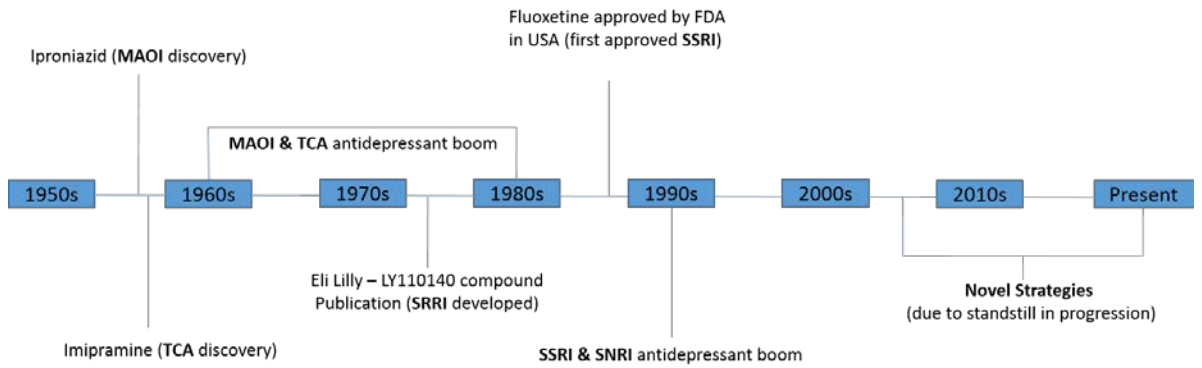 Fluoxetine approved by FDA
in USA (first approved SSRI)
Iproniazid (MAOI discovery)
MAOI & TCA antidepressant boom
1950s
1960s
1970s
1980s
1990s
2000s
2010s
Present
Eli Lilly – LY110140 compound
Publication (SRRI developed)
Novel Strategies
(due to standstill in progression)
Imipramine (TCA discovery)
SSRI & SNRI antidepressant boom